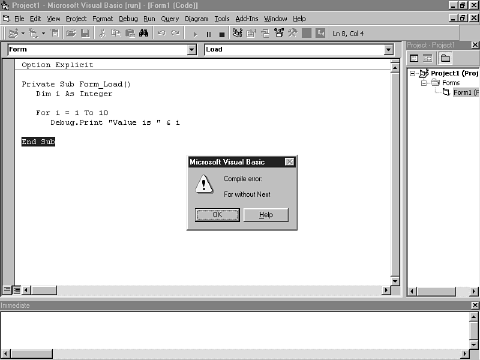 Project1 - Microsoft Visual Basic [run] - [Form1 (Code)]
File Edit View Project Format Debug Run Query Diagram Tools Add-Ins Window Help
Ln 8, Col 4
Form Load
Option Explicit
Private Sub Form_Load()
Dim i As Integer
For i = 1 To 10
Debug.Print "Value is " & i
End Sub
Microsoft Visual Basic
Compile error:
For without Next
OK Help
Project - Project1
Project1 (Proj
Forms
Form1 (F
Immediate